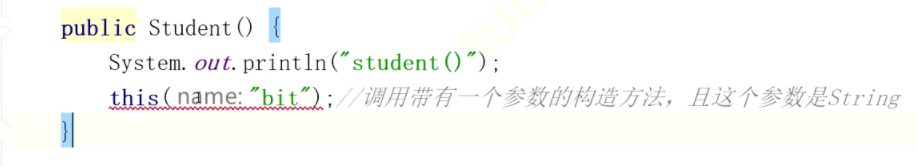 public Student() {
System.out.println("student()");
this( name: "bit");//调用带有一个参数的构造方法，且这个参数是String
}